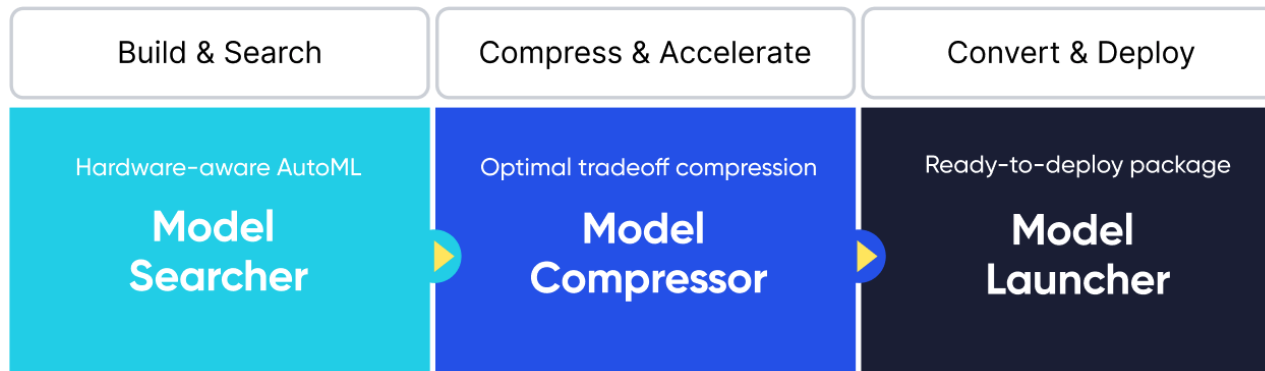 Build & Search
Compress & Accelerate
Convert & Deploy
Hardware-aware AutoML
Model
Searcher
Optimal tradeoff compression
Model
Compressor
Ready-to-deploy package
Model
Launcher